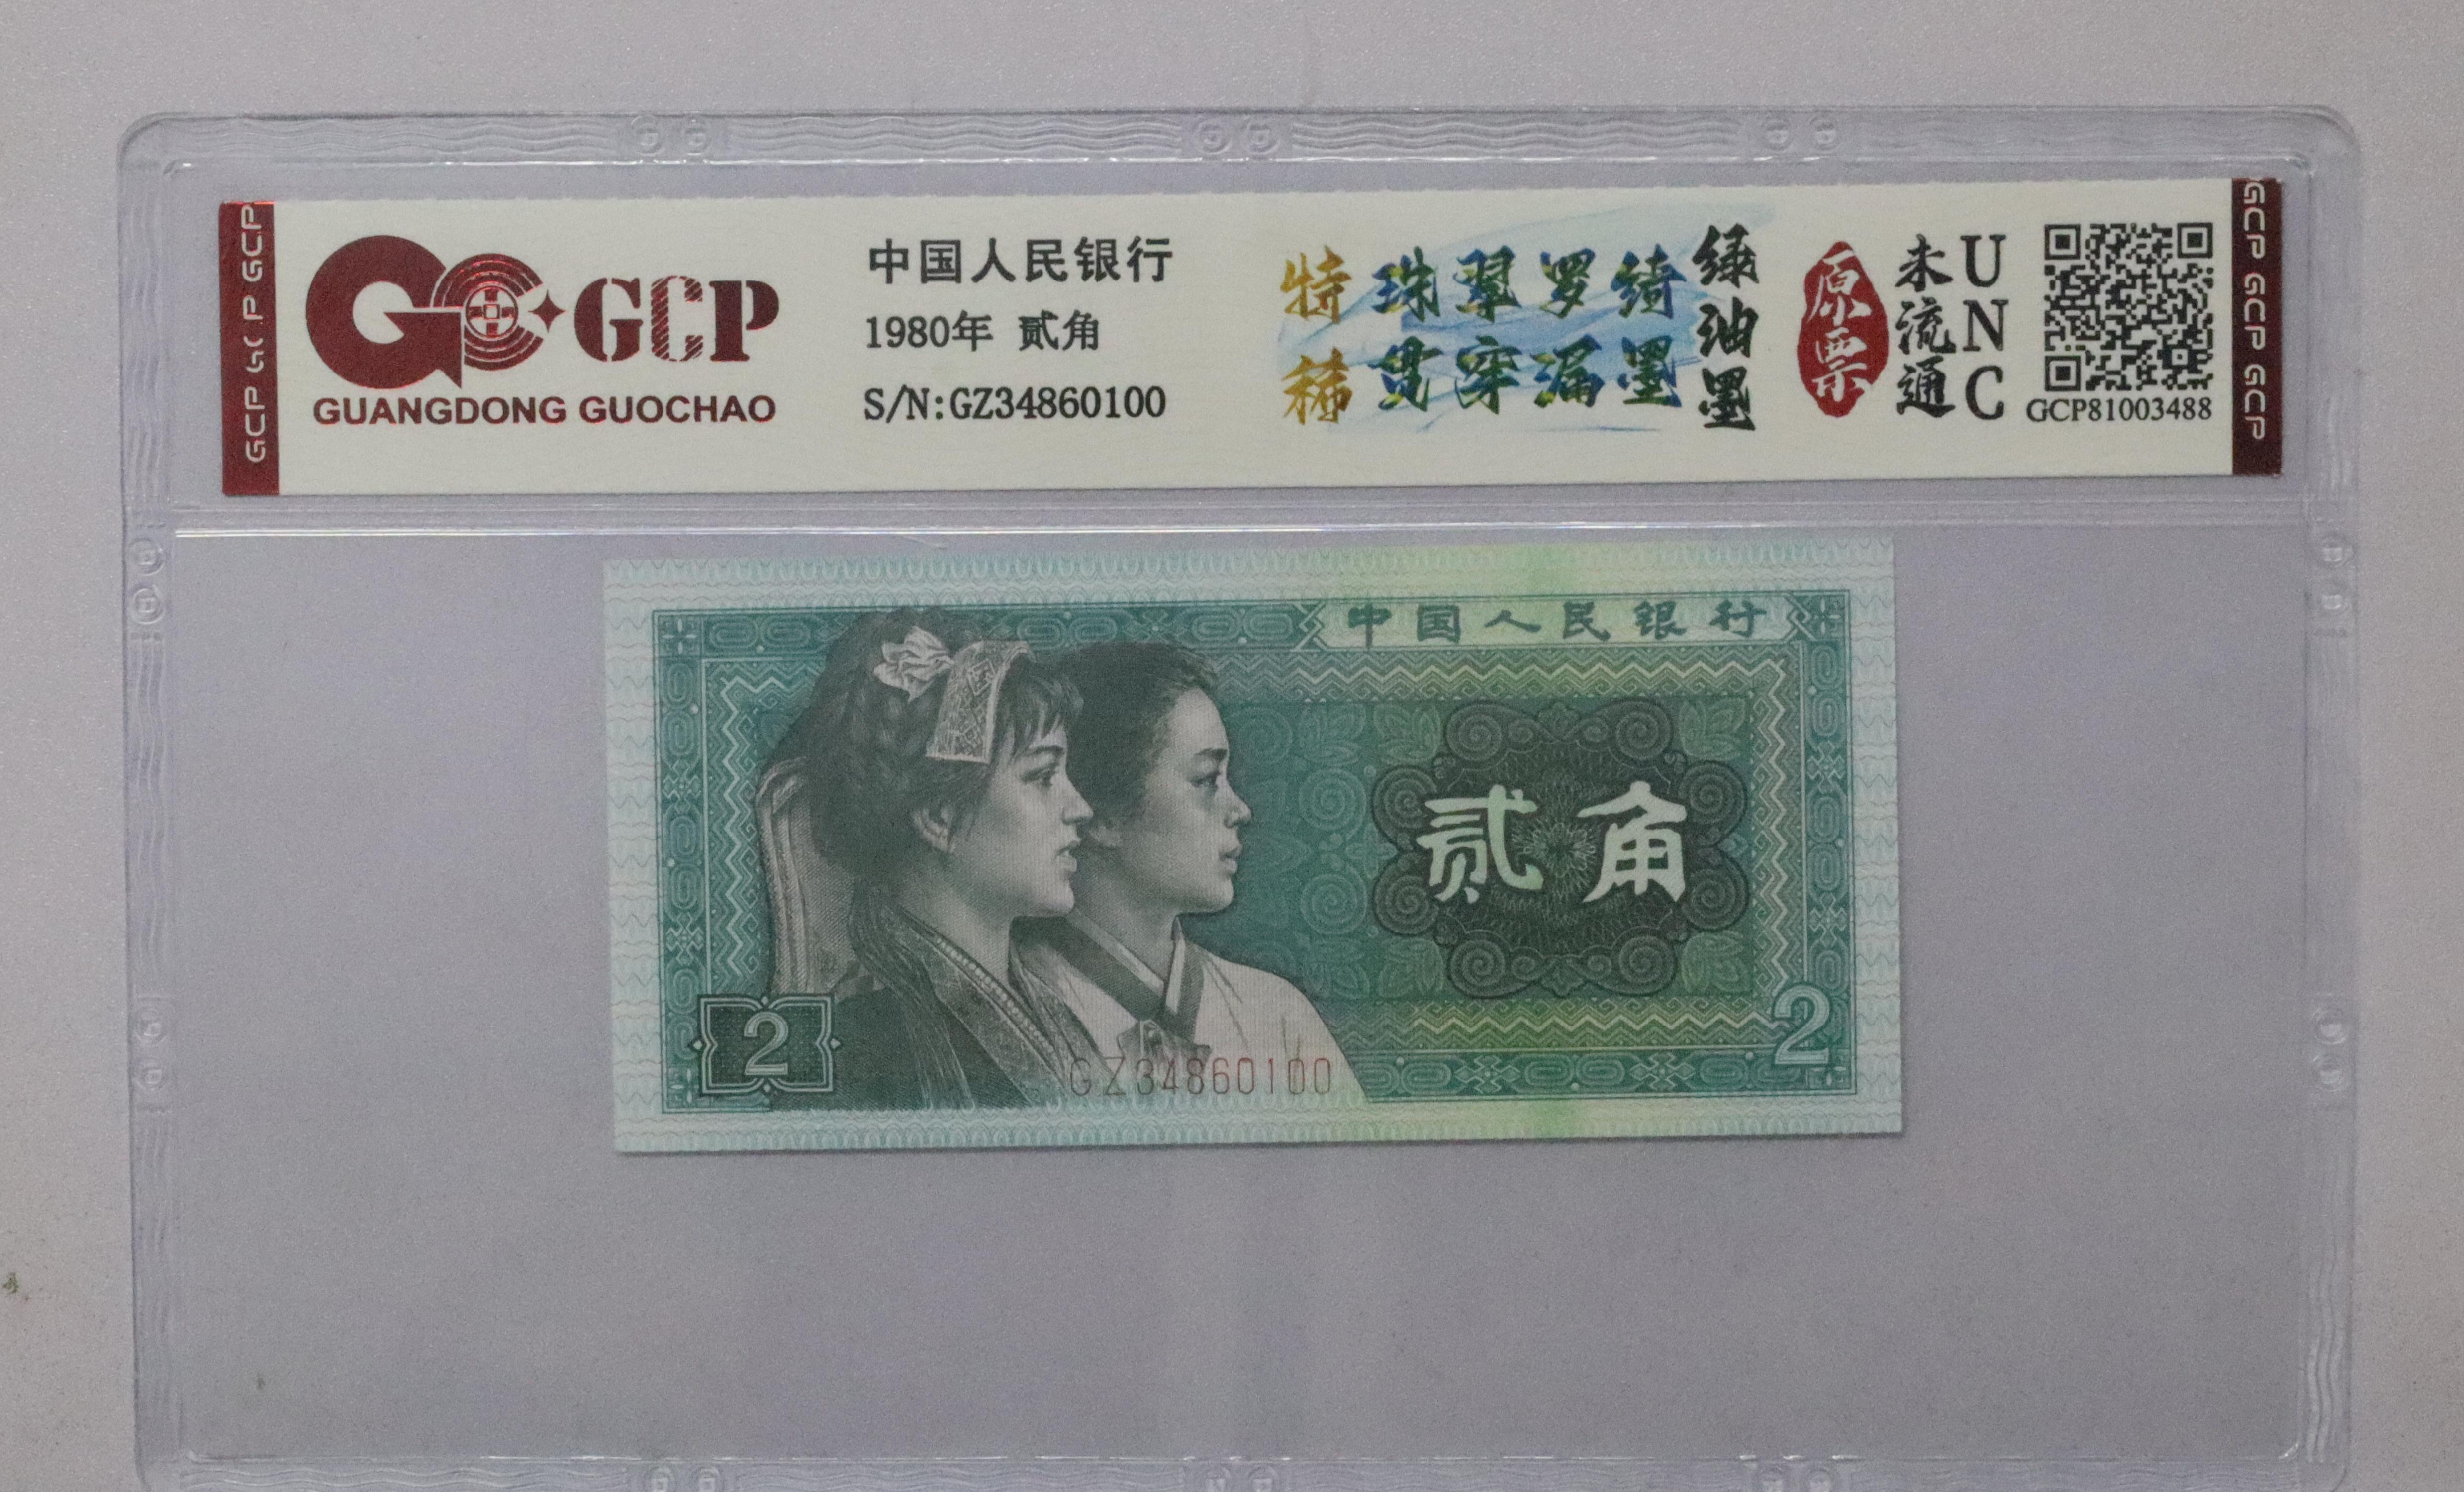 GCP GCP GCP
GCP
GUANGDONG GUOCHAO
中国人民银行
1980年 贰角
S/N:GZ34860100
特稀
珠翠罗绮
贯穿漏墨
绿油墨
原票
未流通
UNC
GCP81003488
GCP GCP GCP
中国人民银行
贰角
2
2
GZ34860100